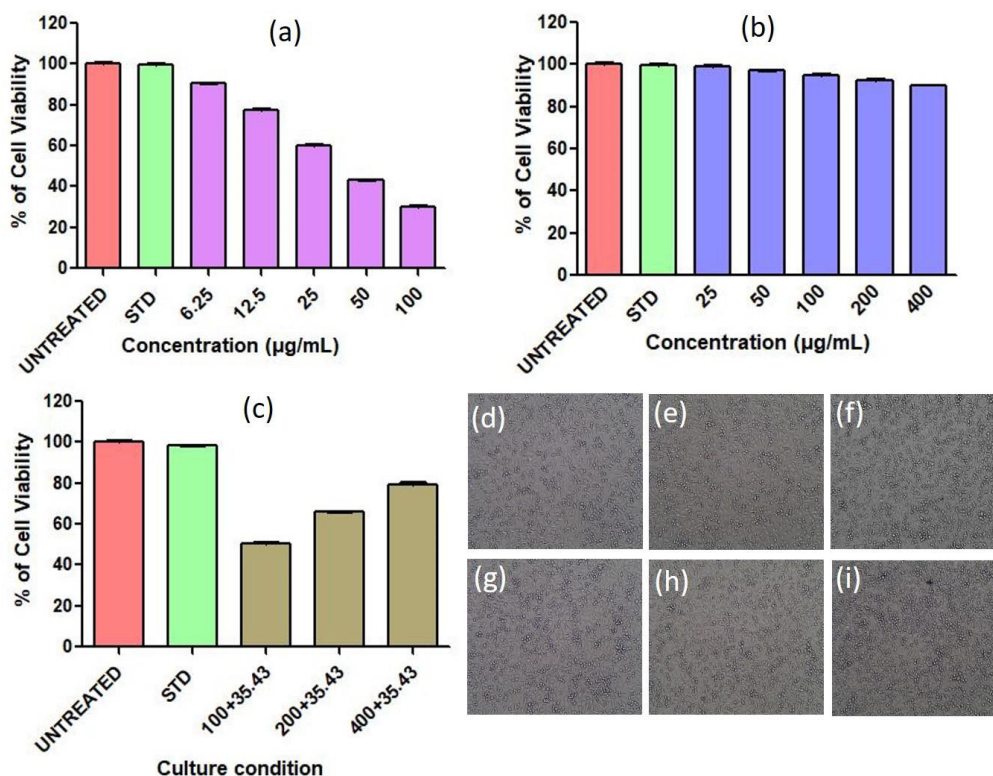 (a)
% of Cell Viability
120
100
80
60
40
20
0
UNTREATED
STD
6.25
12.5
25
50
100
Concentration (µg/mL)
(b)
% of Cell Viability
120
100
80
60
40
20
0
UNTREATED
STD
25
50
100
200
400
Concentration (µg/mL)
(c)
% of Cell Viability
120
100
80
60
40
20
0
UNTREATED
STD
100+35.43
200+35.43
400+35.43
Culture condition
(d)
(e)
(f)
(g)
(h)
(i)